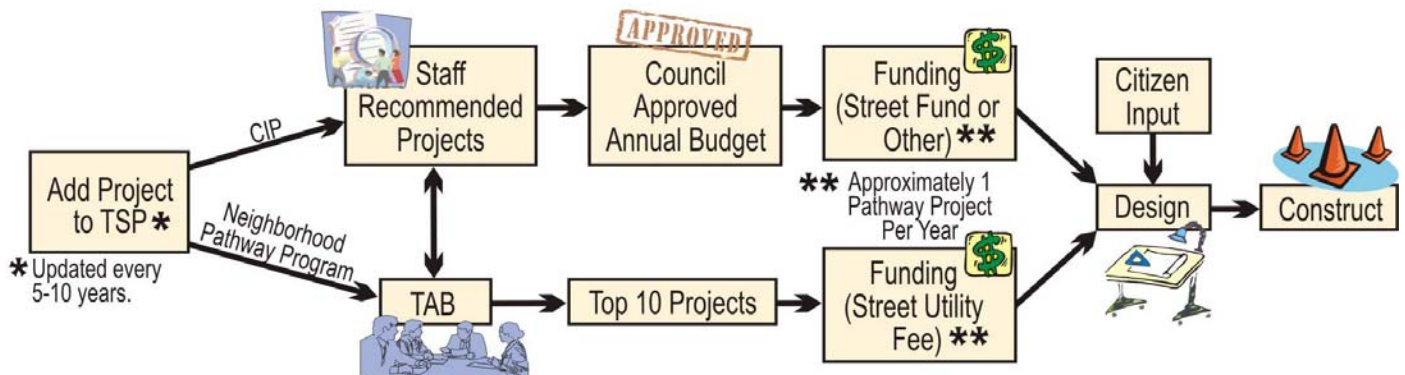 Add Project
to TSP*
* Updated every
5-10 years.
CIP
Neighborhood
Pathway Program
Staff
Recommended
Projects
TAB
APPROVED
Council
Approved
Annual Budget
Top 10 Projects
$
Funding
(Street Fund or
Other) **
** Approximately 1
Pathway Project
Per Year
$
Funding
(Street Utility
Fee) **
Citizen
Input
Design
Construct